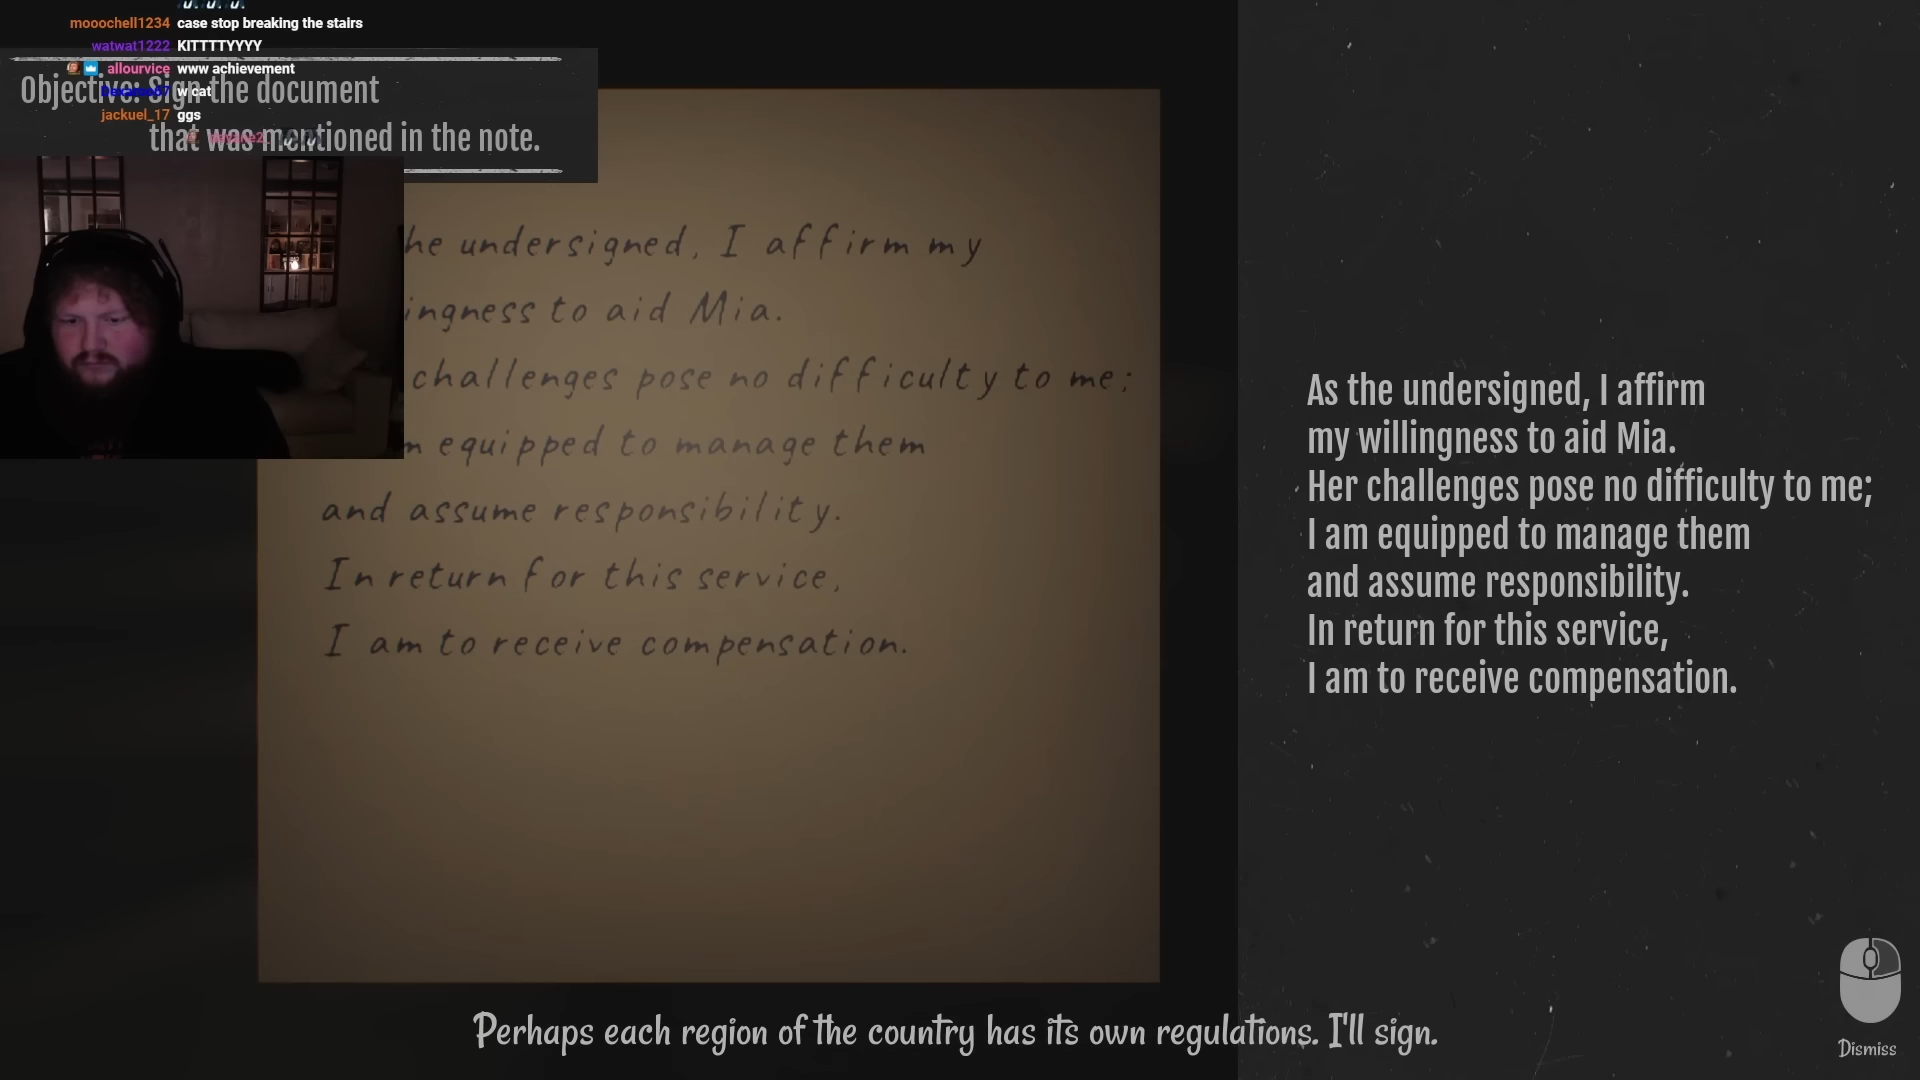 mooochell1234 case stop breaking the stairs
watwat1222 KITTTTYYYY
allourvice www achievement
w cat
jackuel_17 ggs
Objective: Sign the document
that was mentioned in the note.
he undersigned, I affirm my
ingness to aid Mia.
challenges pose no difficulty to me;
m equipped to manage them
and assume responsibility.
In return for this service,
I am to receive compensation.
As the undersigned, I affirm
my willingness to aid Mia.
Her challenges pose no difficulty to me;
I am equipped to manage them
and assume responsibility.
In return for this service,
I am to receive compensation.
Perhaps each region of the country has its own regulations. I'll sign.
Dismiss